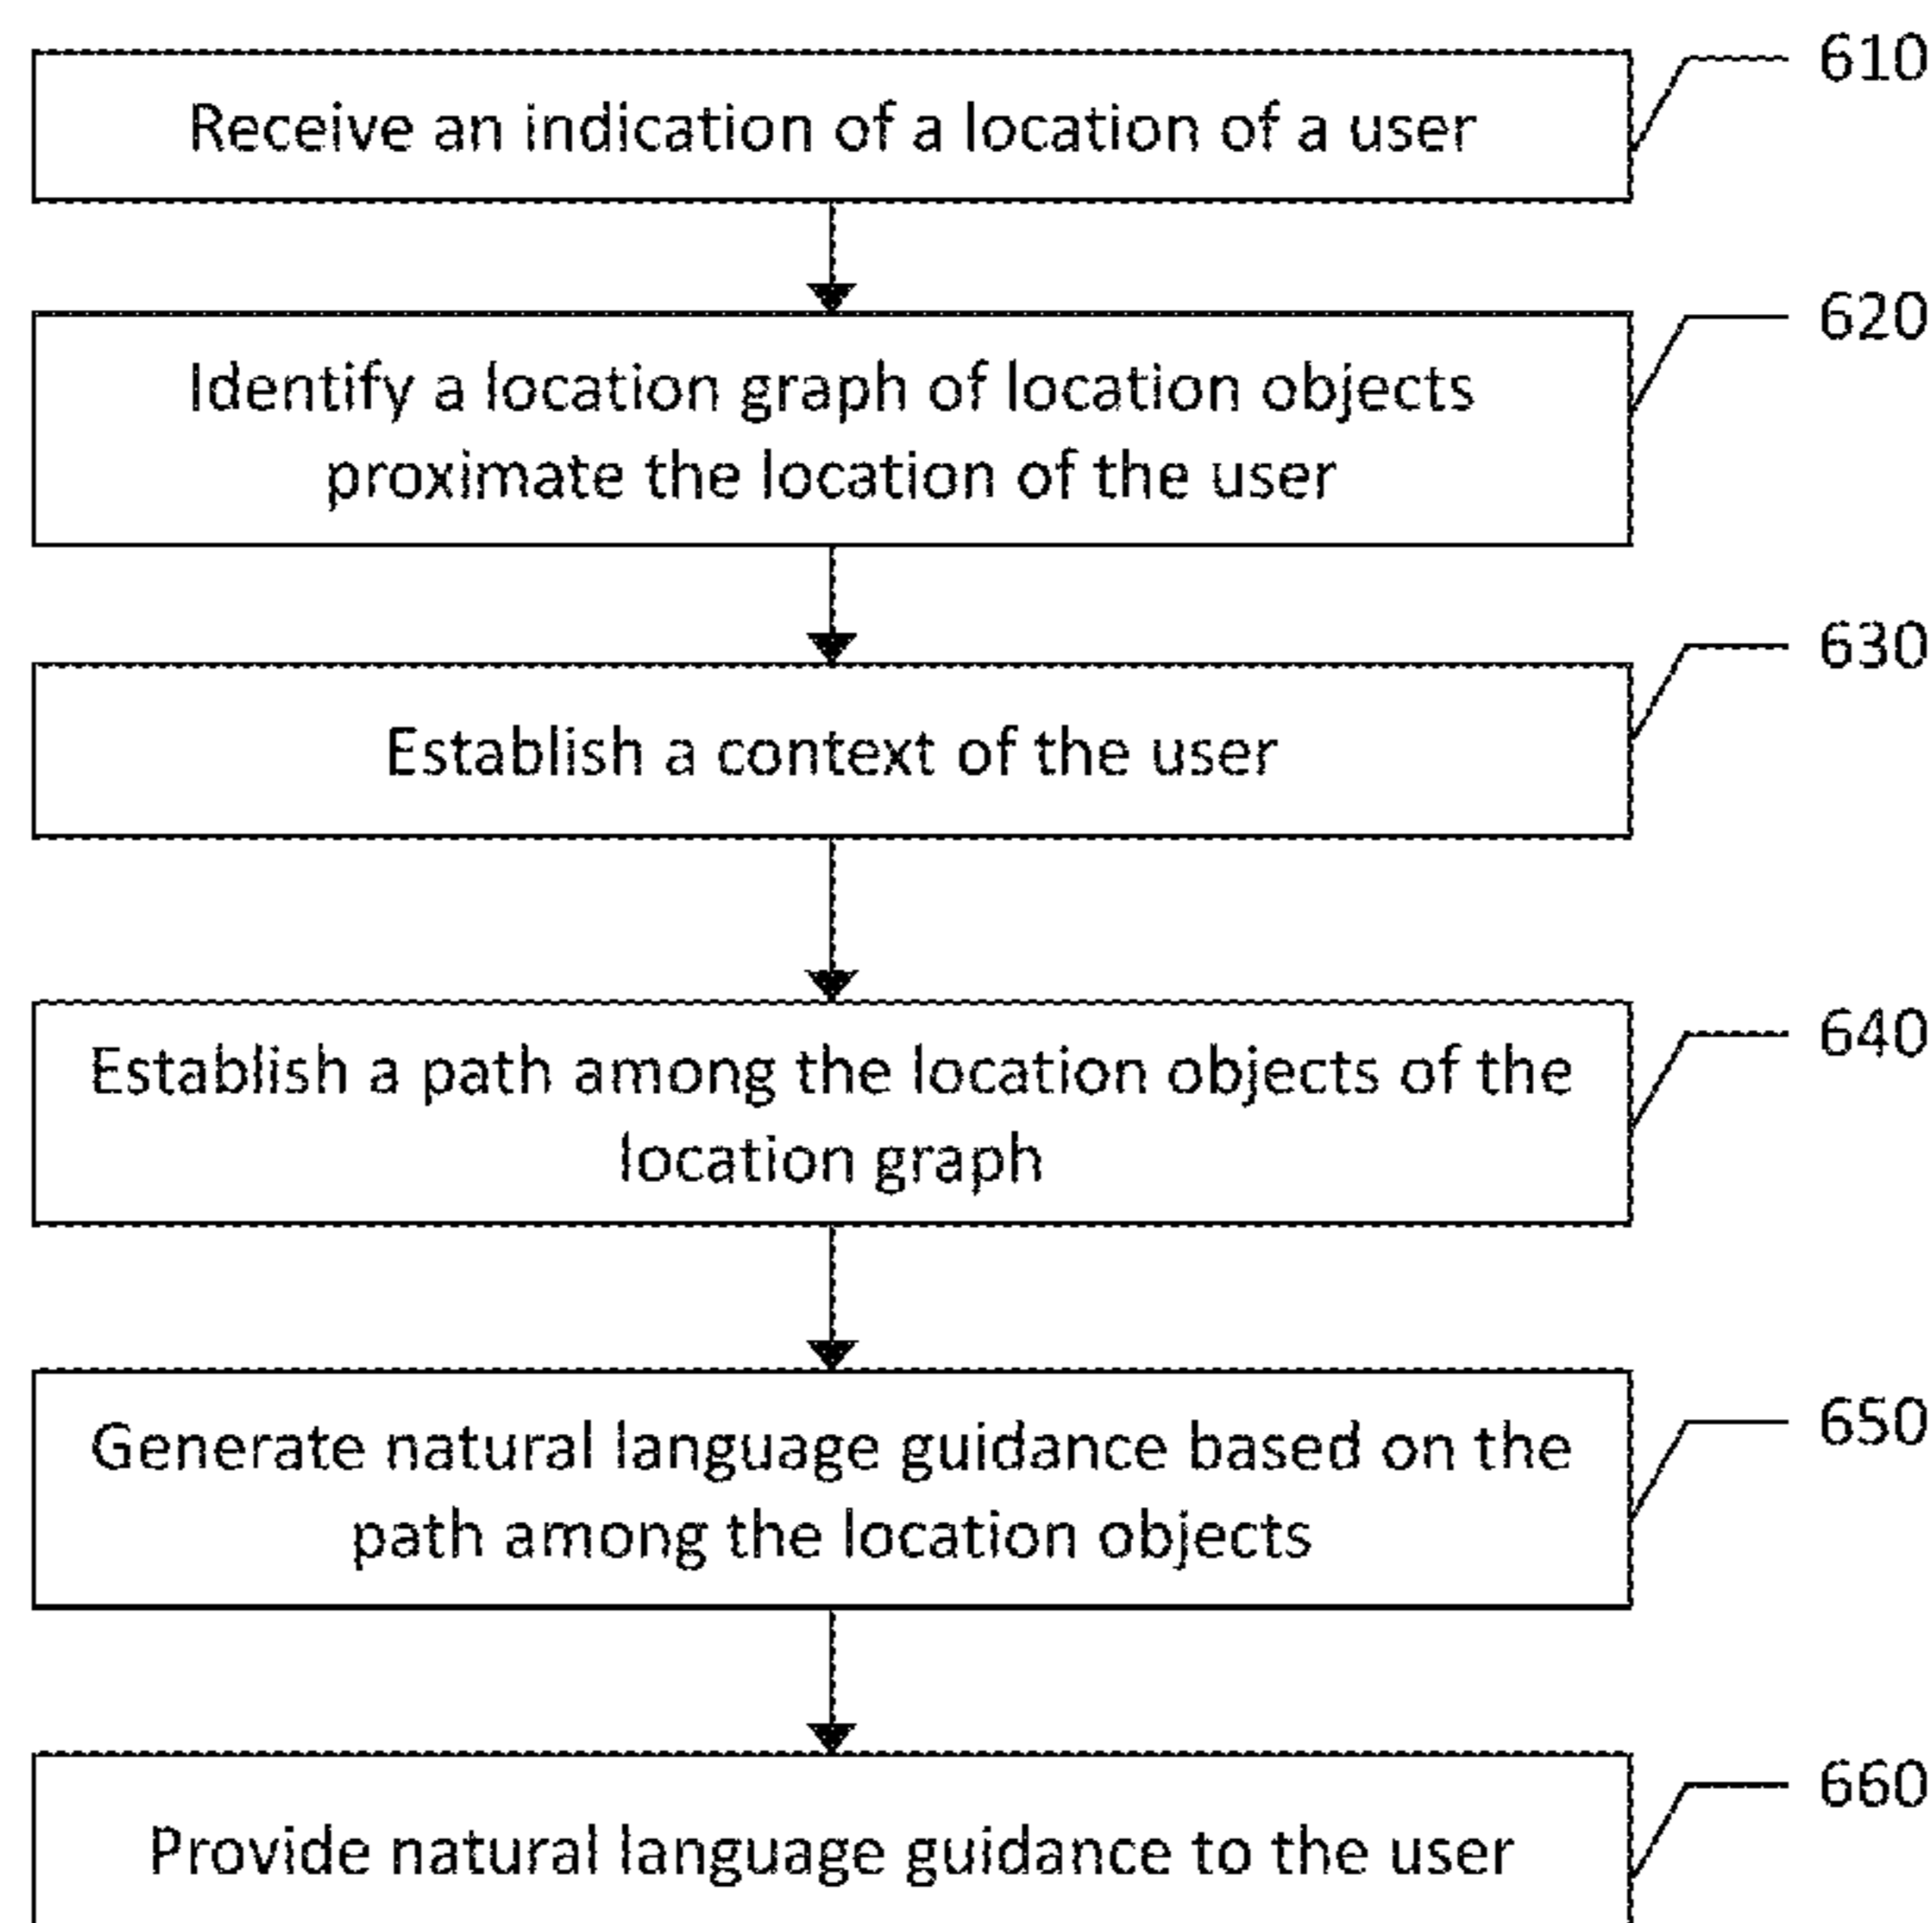 610
Receive an indication of a location of a user
620
Identify a location graph of location objects
proximate the location of the user
630
Establish a context of the user
640
Establish a path among the location objects of the
location graph
650
Generate natural language guidance based on the
path among the location objects
660
Provide natural language guidance to the user